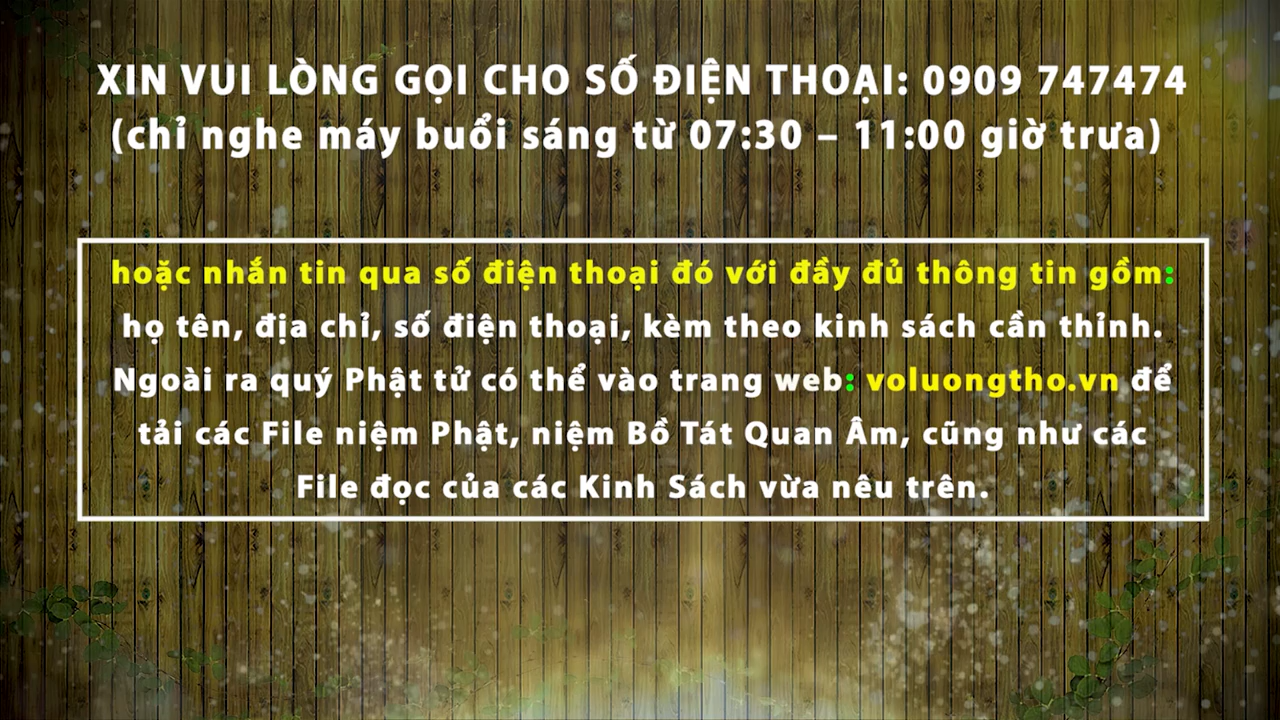 XIN VUI LÒNG GỌI CHO SỐ ĐIỆN THOẠI: 0909 747474
(chỉ nghe máy buổi sáng từ 07:30 – 11:00 giờ trưa)
hoặc nhắn tin qua số điện thoại đó với đầy đủ thông tin gồm:
họ tên, địa chỉ, số điện thoại, kèm theo kinh sách cần thỉnh.
Ngoài ra quý Phật tử có thể vào trang web: voluongtho.vn để
tải các File niệm Phật, niệm Bồ Tát Quan Âm, cũng như các
File đọc của các Kinh Sách vừa nêu trên.